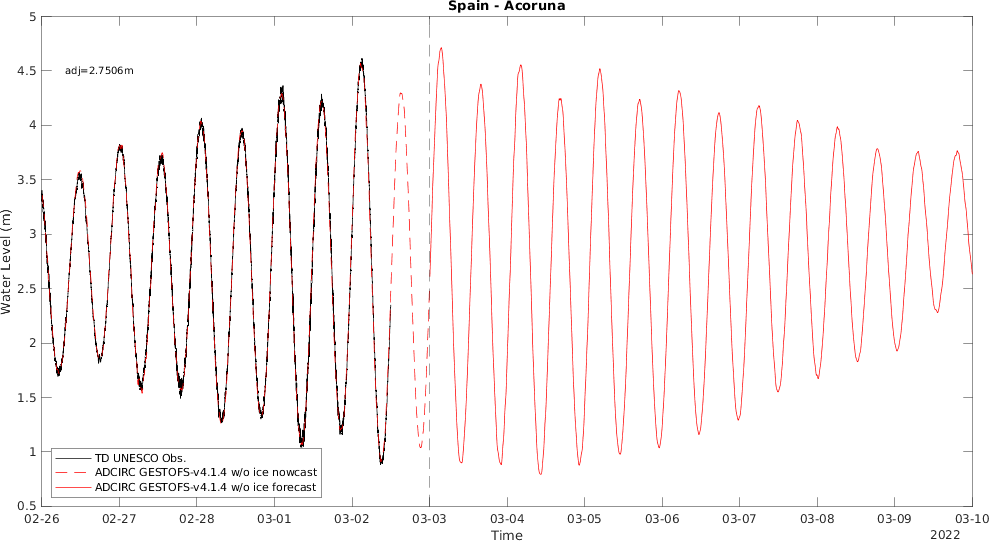 Spain - Acoruna
5
4.5
4
3.5
3
2.5
2
1.5
1
0.5
Water Level (m)
adj=2.7506m
TD UNESCO Obs.
ADCIRC GESTOFS-v4.1.4 w/o ice nowcast
ADCIRC GESTOFS-v4.1.4 w/o ice forecast
02-26 02-27 02-28 03-01 03-02 03-03 03-04 03-05 03-06 03-07 03-08 03-09 03-10
Time
2022